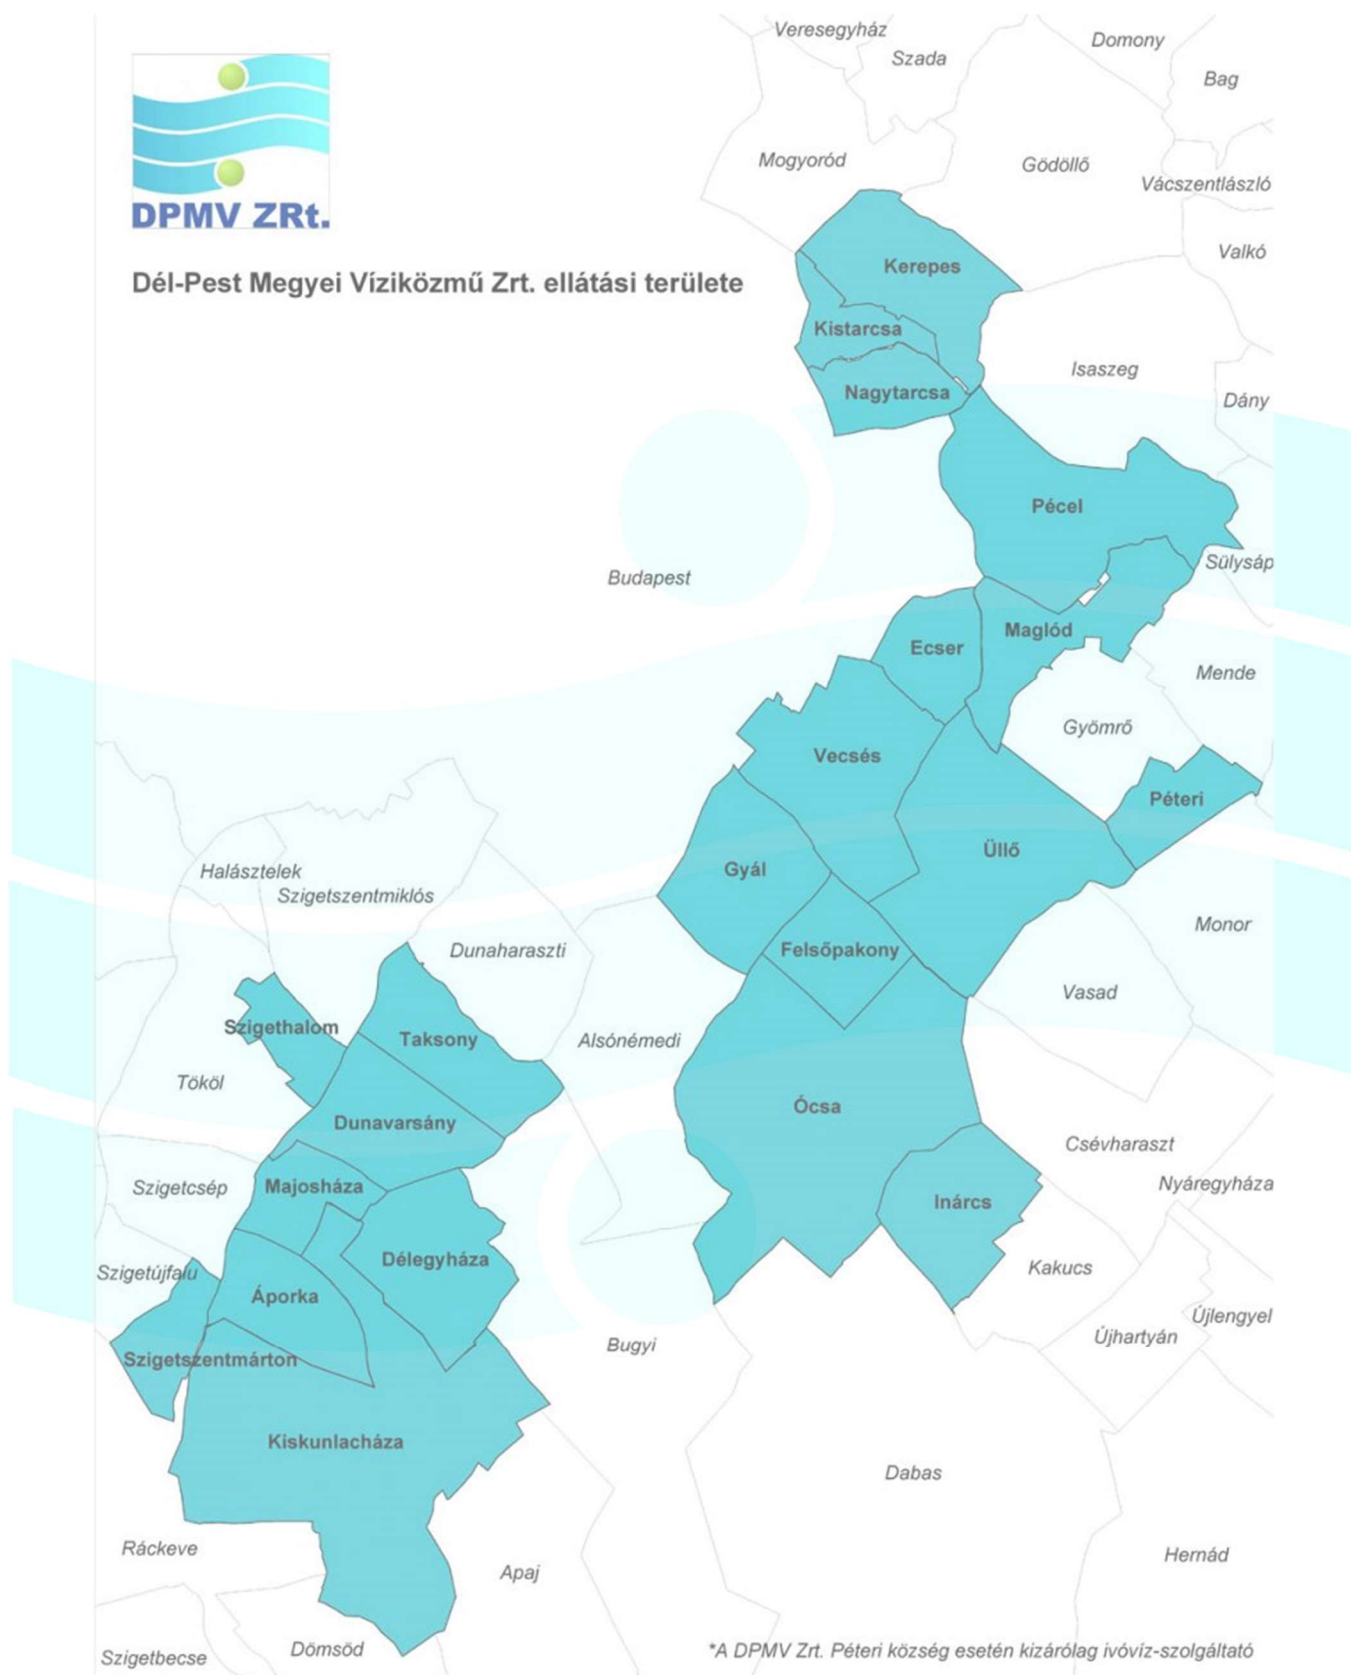 Veresegyház
Szada
Domony
Bag
Mogyoród
Gödöllő
Vácszentlászló
DPMV ZRt.
Valkó
Kerepes
Dél-Pest Megyei Víziközmű Zrt. ellátási területe
Kistarcsa
Isaszeg
Nagytarcsa
Dány
Pécel
Sülysáp
Budapest
Maglód
Ecser
Mende
Gyömrő
Vecsés
Péteri
Üllő
Gyál
Halásztelek
Szigetszentmiklós
Monor
Dunaharaszti
Felsőpakony
Vasad
Szigethalom
Taksony
Alsónémedi
Tököl
Ócsa
Dunavarsány
Csévharaszt
Nyáregyháza
Majosháza
Szigetcsép
Inárcs
Délegyháza
Kakucs
Szigetújfalu
Áporka
Újlengyel
Újhartyán
Bugyi
Szigetszentmárton
Kiskunlacháza
Dabas
Ráckeve
Hernád
Apaj
Dömsöd
Szigetbecse
*A DPMV Zrt. Péteri község esetén kizárólag ivóvíz-szolgáltató